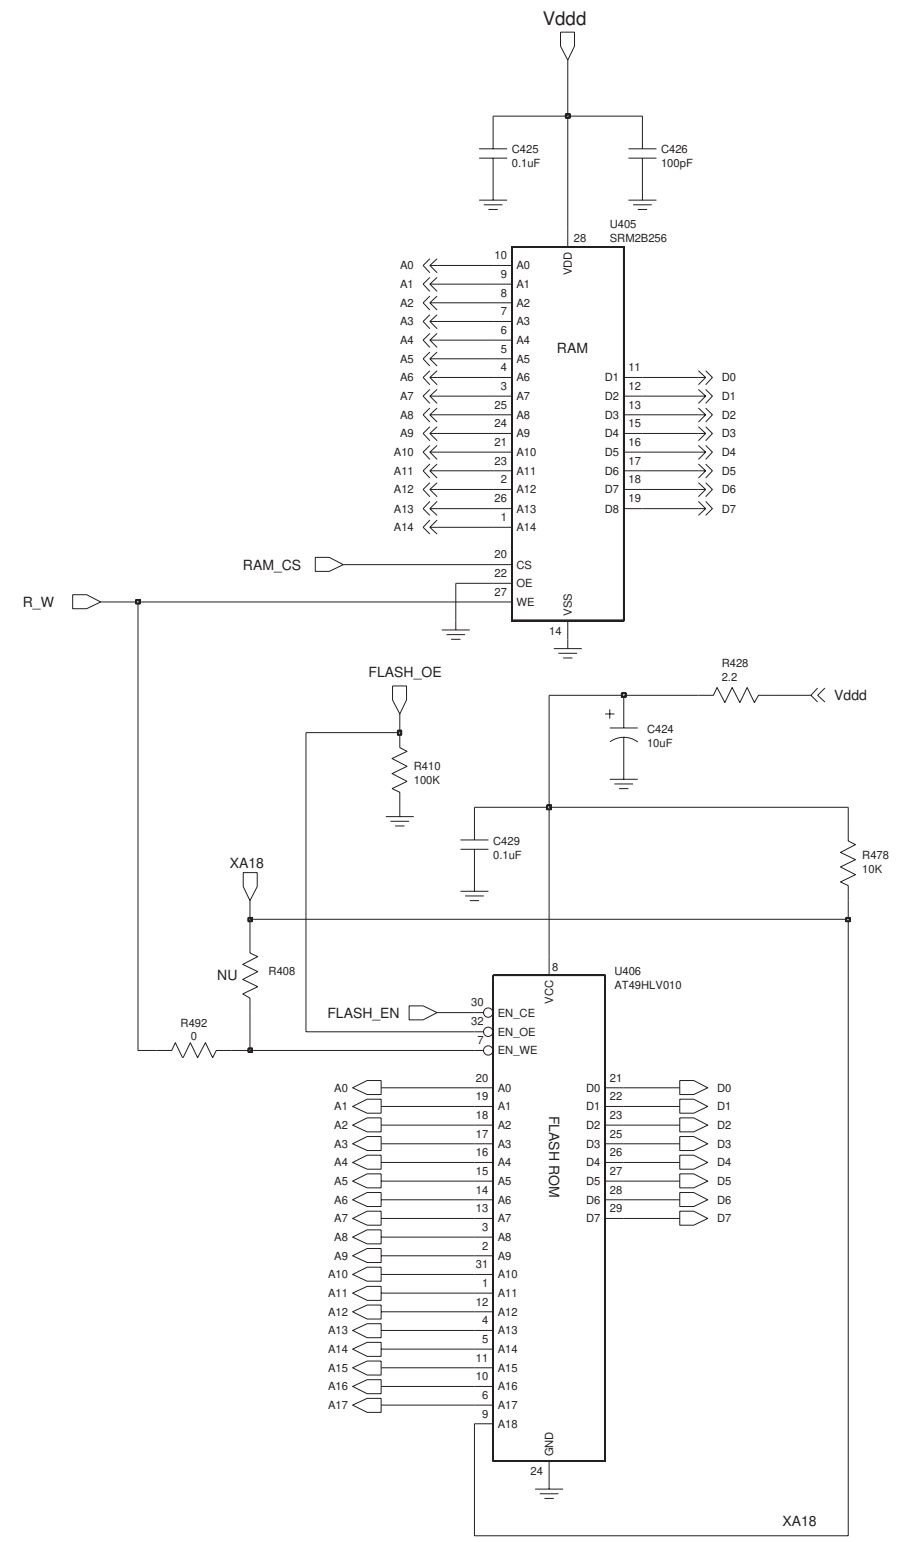 Vddd
C425
0.1uF
C426
100pF
U405
SRM2B256
28
VDD
RAM
A0 10 A0
A1 9 A1
A2 8 A2
A3 7 A3
A4 6 A4
A5 5 A5
A6 4 A6 D1 11 D0
A7 3 A7 D2 12 D1
A8 25 A8 D3 13 D2
A9 24 A9 D4 15 D3
A10 21 A10 D5 16 D4
A11 23 A11 D6 17 D5
A12 2 A12 D7 18 D6
A13 26 A13 D8 19 D7
A14 1 A14
RAM_CS 20 CS
22 OE
R_W 27 WE
VSS
14
FLASH_OE
R428
2.2
Vddd
+
C424
10uF
R410
100K
C429
0.1uF
R478
10K
XA18
NU R408
8
VCC
U406
AT49HLV010
FLASH_EN 30 EN_CE
32 EN_OE
R492
0
7 EN_WE
FLASH ROM
A0 20 A0 D0 21 D0
A1 19 A1 D1 22 D1
A2 18 A2 D2 23 D2
A3 17 A3 D3 25 D3
A4 16 A4 D4 26 D4
A5 15 A5 D5 27 D5
A6 14 A6 D6 28 D6
A7 13 A7 D7 29 D7
A8 3 A8
A9 2 A9
A10 31 A10
A11 1 A11
A12 12 A12
A13 4 A13
A14 5 A14
A15 11 A15
A16 10 A16
A17 6 A17
9 A18
GND
24
XA18